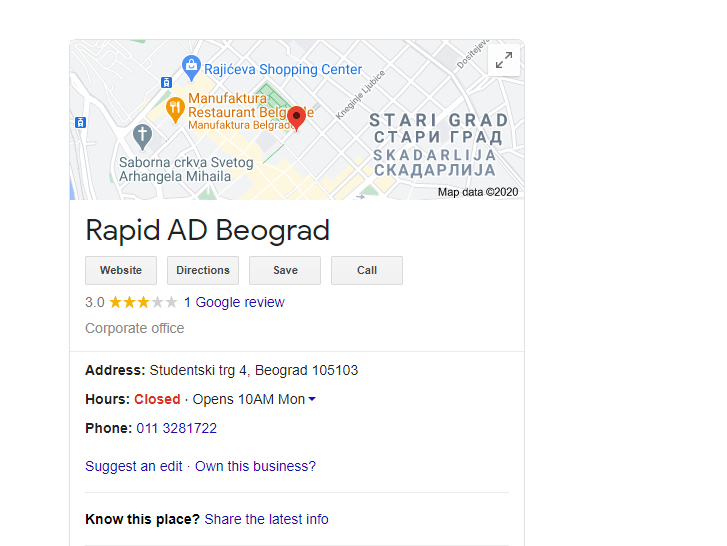 Dositejeve
Rajićeva Shopping Center
Kneginje Ljubice
Manufaktura
Restaurant Belgrade
Manufaktura Belgrade
STARI GRAD
СТАРИ ГРАД
SKADARLIJA
СКАДАРЛИЈА
Saborna crkva Svetog
Arhangela Mihaila
Map data ©2020
Rapid AD Beograd
Website Directions Save Call
3.0 1 Google review
Corporate office
Address: Studentski trg 4, Beograd 105103
Hours: Closed · Opens 10AM Mon
Phone: 011 3281722
Suggest an edit · Own this business?
Know this place? Share the latest info